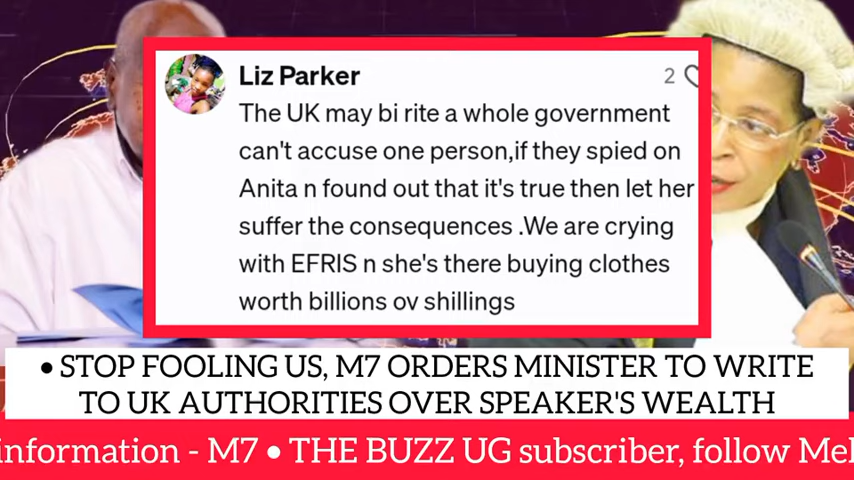 Liz Parker
2
The UK may bi rite a whole government
can't accuse one person,if they spied on
Anita n found out that it's true then let her
suffer the consequences .We are crying
with EFRIS n she's there buying clothes
worth billions ov shillings
• STOP FOOLING US, M7 ORDERS MINISTER TO WRITE
TO UK AUTHORITIES OVER SPEAKER'S WEALTH
information - M7 • THE BUZZ UG subscriber, follow Mel